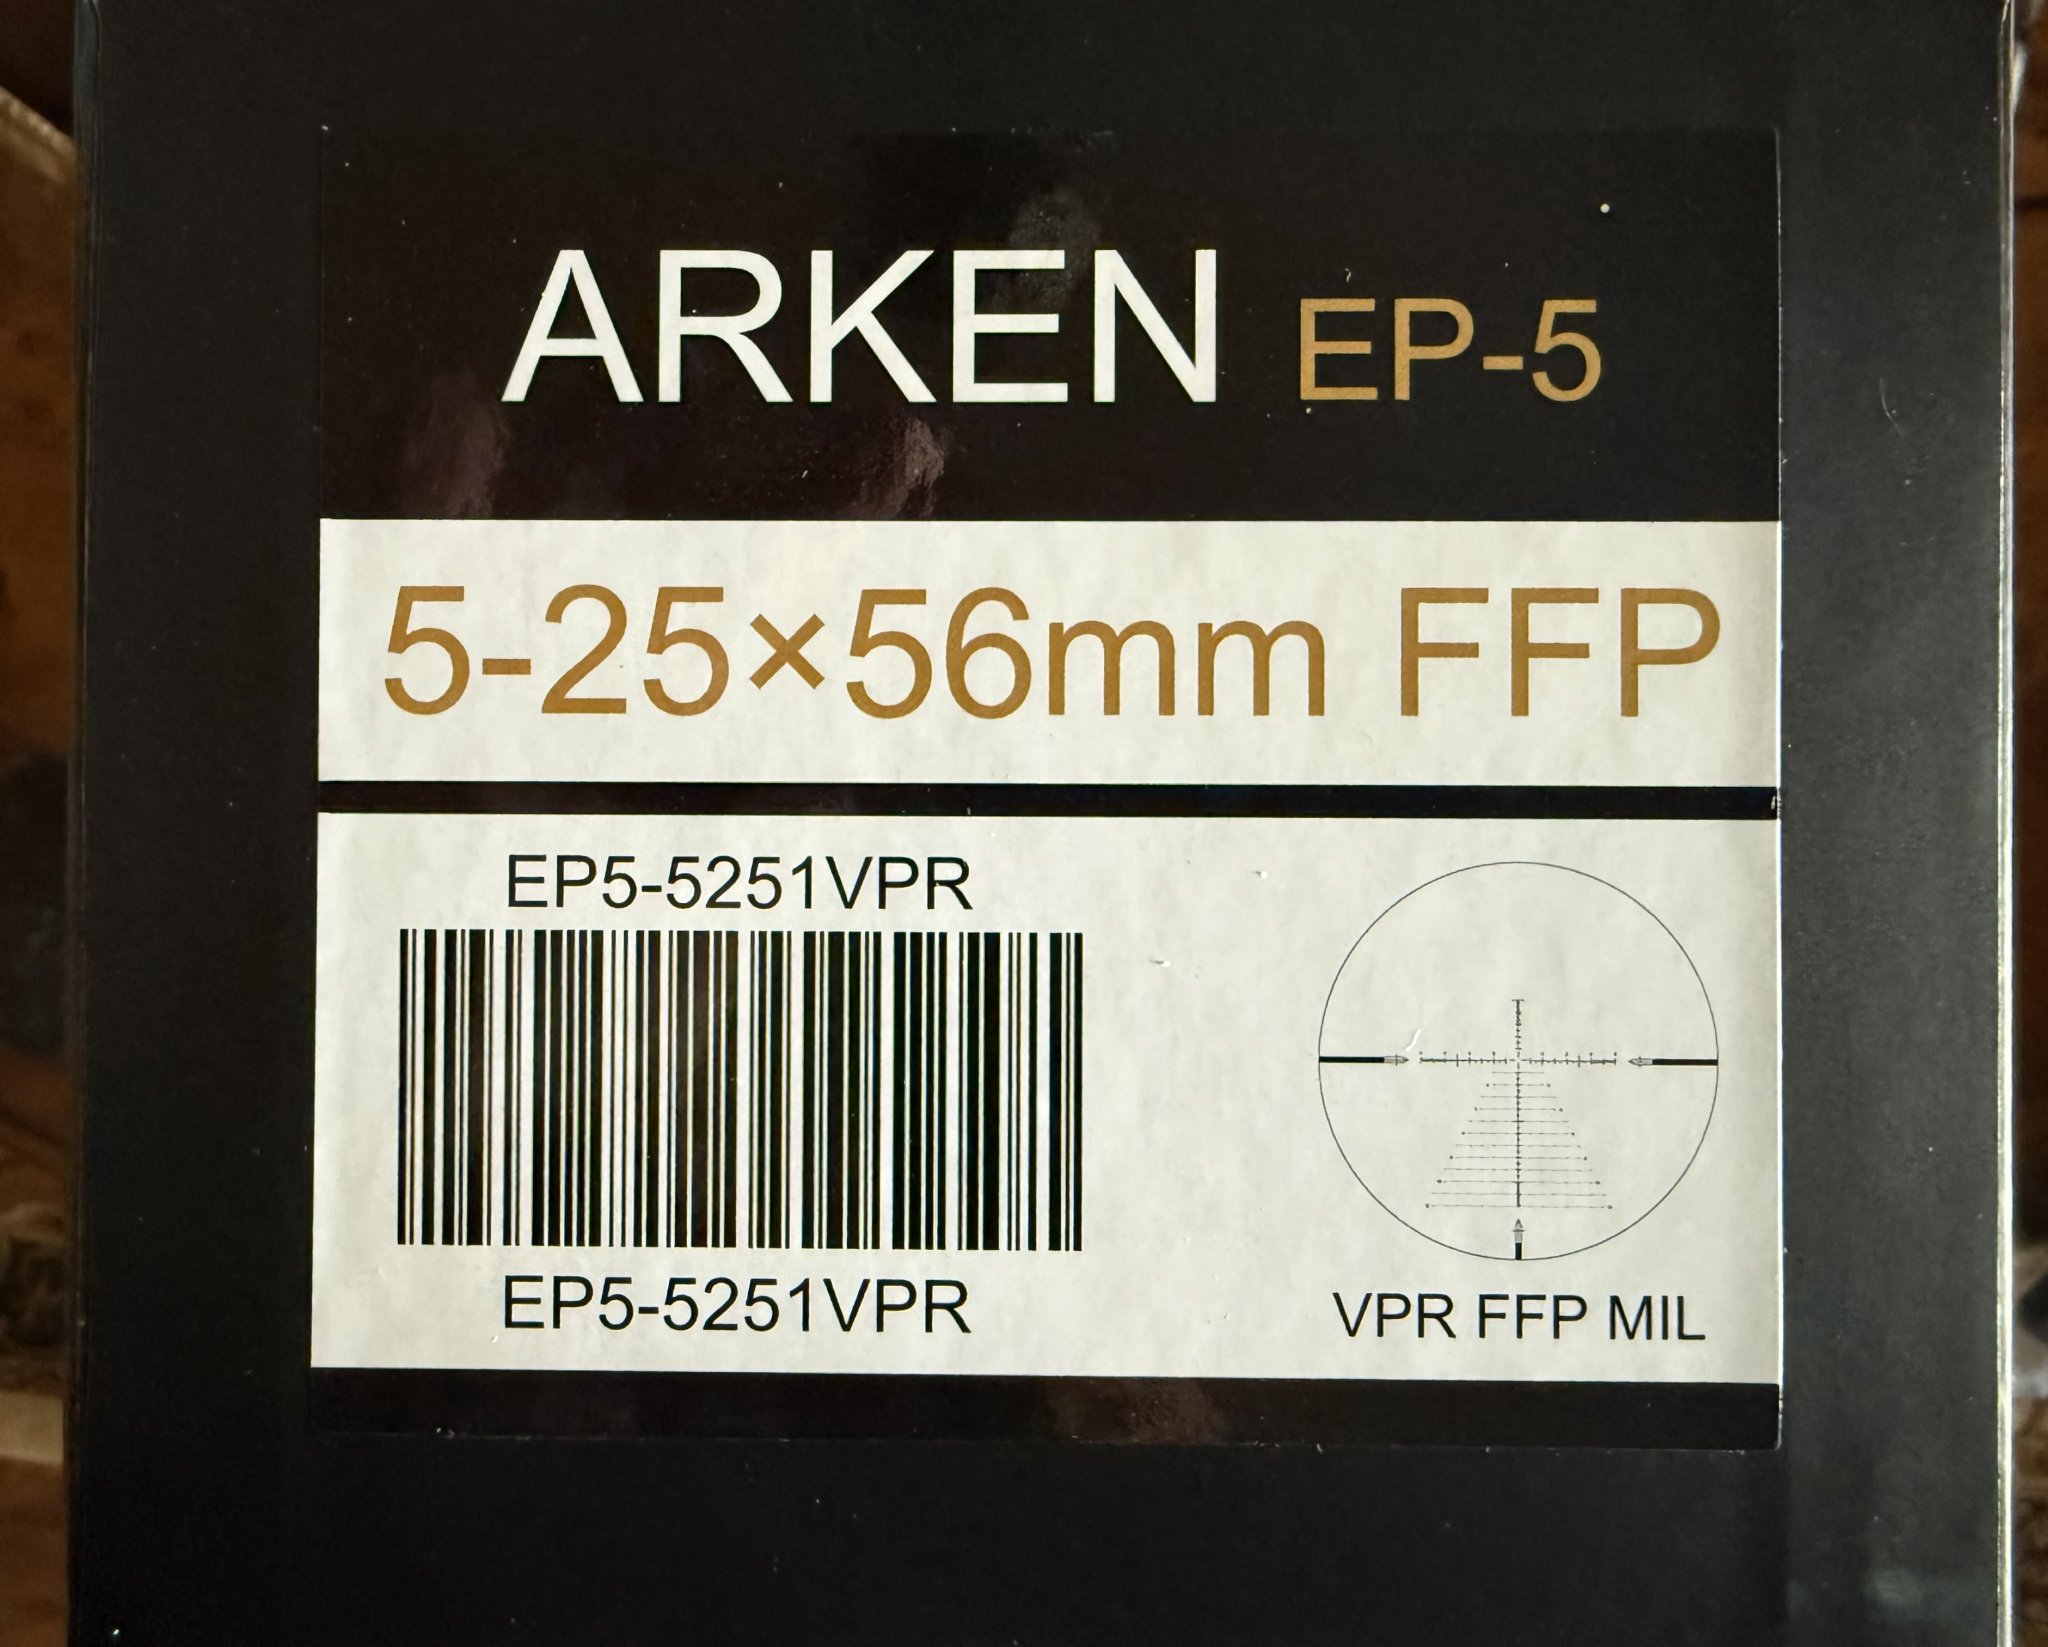 ARKEN EP-5
5-25×56mm FFP
EP5-5251VPR
EP5-5251VPR
VPR FFP MIL